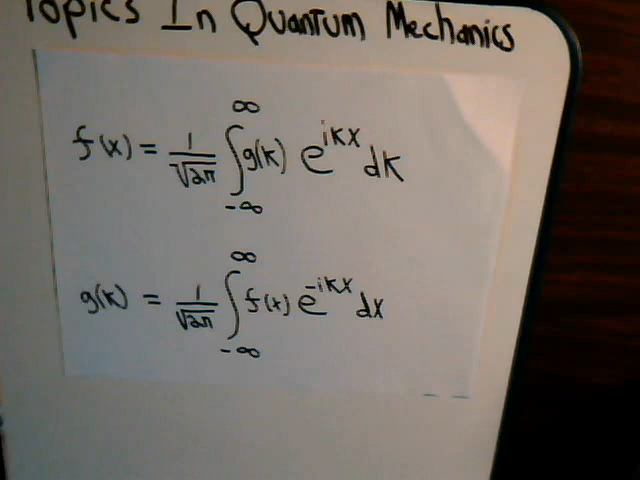 Topics In Quantum Mechanics
f(x) = 1/√2π ∫_{-∞}^{∞} g(k) e^{ikx} dk
g(k) = 1/√2π ∫_{-∞}^{∞} f(x) e^{-ikx} dx